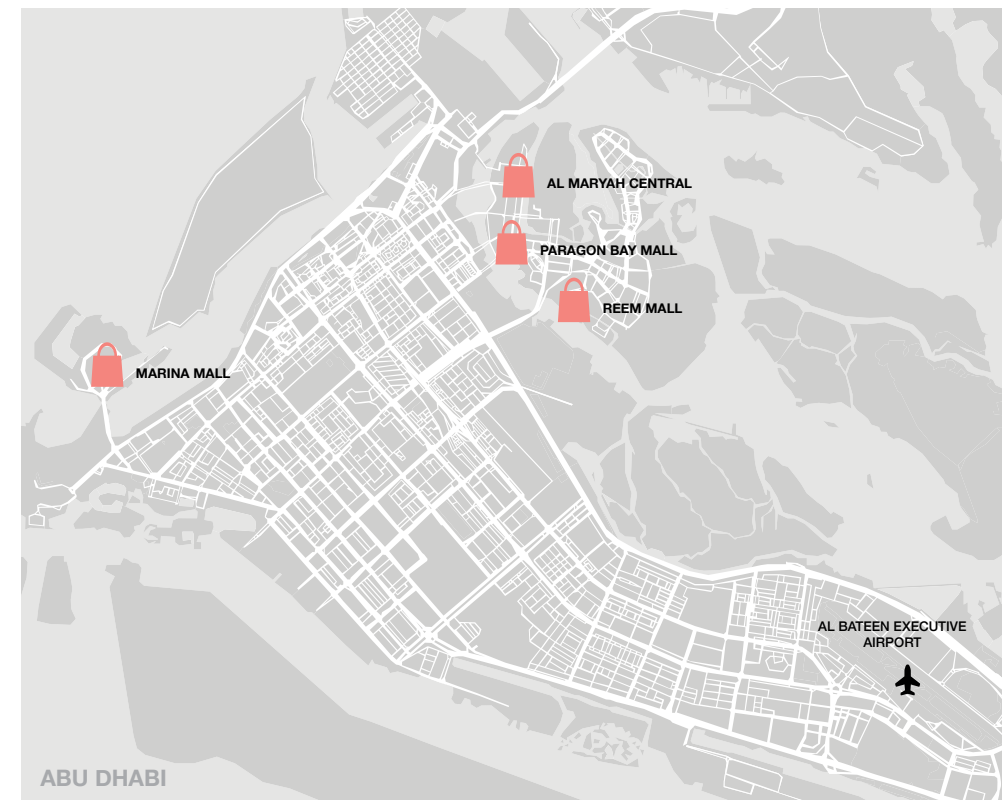 AL MARYAH CENTRAL
PARAGON BAY MALL
REEM MALL
MARINA MALL
AL BATEEN EXECUTIVE
AIRPORT
ABU DHABI